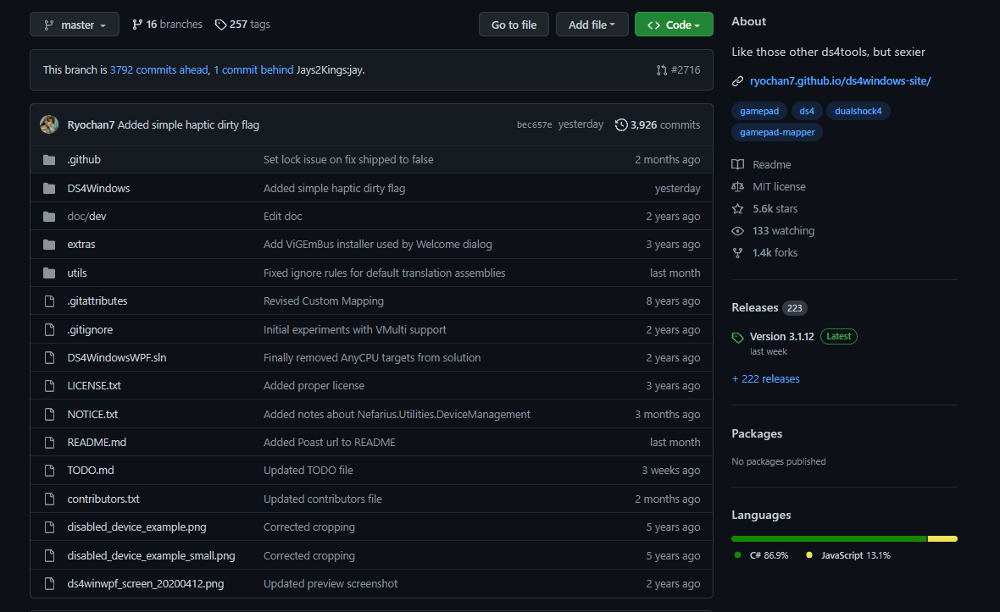 master 16 branches 257 tags Go to file Add file Code
This branch is 3792 commits ahead, 1 commit behind Jays2Kings:jay. #2716
Ryochan7 Added simple haptic dirty flag bec657e yesterday 3,926 commits
.github Set lock issue on fix shipped to false 2 months ago
DS4Windows Added simple haptic dirty flag yesterday
doc/dev Edit doc 2 years ago
extras Add ViGEmBus installer used by Welcome dialog 3 years ago
utils Fixed ignore rules for default translation assemblies last month
.gitattributes Revised Custom Mapping 8 years ago
.gitignore Initial experiments with VMulti support 2 years ago
DS4WindowsWPF.sln Finally removed AnyCPU targets from solution 2 years ago
LICENSE.txt Added proper license 3 years ago
NOTICE.txt Added notes about Nefarius.Utilities.DeviceManagement 3 months ago
README.md Added Poast url to README last month
TODO.md Updated TODO file 3 weeks ago
contributors.txt Updated contributors file 2 months ago
disabled_device_example.png Corrected cropping 5 years ago
disabled_device_example_small.png Corrected cropping 5 years ago
ds4winwpf_screen_20200412.png Updated preview screenshot 2 years ago
About
Like those other ds4tools, but sexier
ryochan7.github.io/ds4windows-site/
gamepad ds4 dualshock4
gamepad-mapper
Readme
MIT license
5.6k stars
133 watching
1.4k forks
Releases 223
Version 3.1.12 Latest
last week
+ 222 releases
Packages
No packages published
Languages
C# 86.9% JavaScript 13.1%